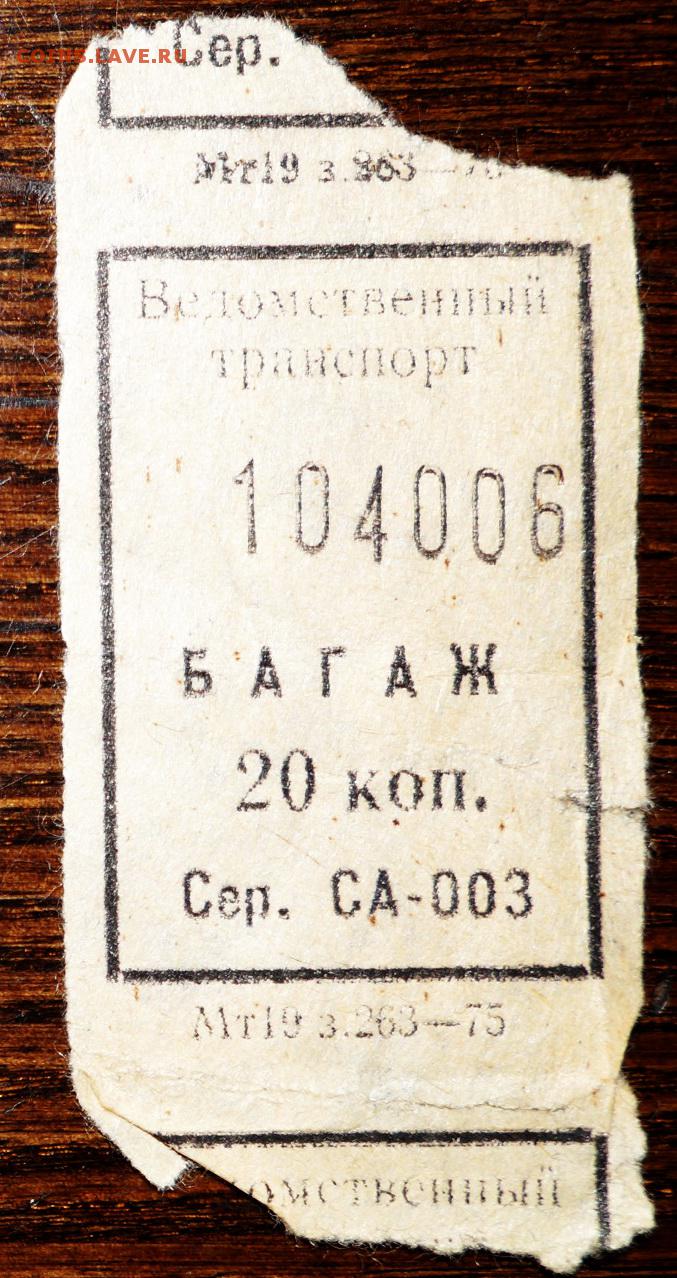 COINS.LAVE.RU
Сер.
Мт19 з.263—75
Ведомственный
транспорт
104006
БАГАЖ
20 коп.
Сер. СА-003
Мт19 з.263—75
омственный